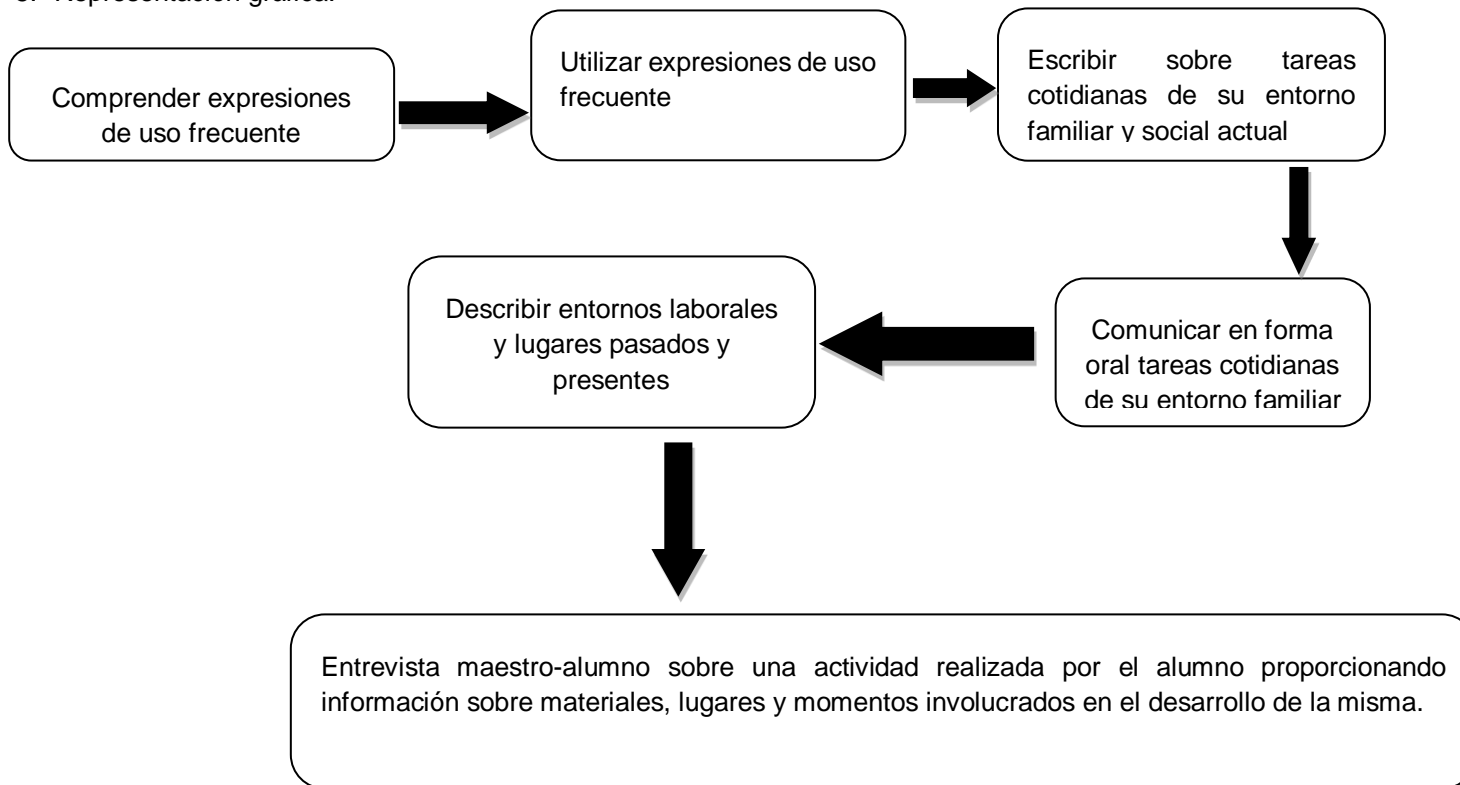 Representación gráfica.
Comprender expresiones
de uso frecuente
Utilizar expresiones de uso
frecuente
Escribir sobre tareas
cotidianas de su entorno
familiar y social actual
Comunicar en forma
oral tareas cotidianas
de su entorno familiar
Describir entornos laborales
y lugares pasados y
presentes
Entrevista maestro-alumno sobre una actividad realizada por el alumno proporcionando
información sobre materiales, lugares y momentos involucrados en el desarrollo de la misma.